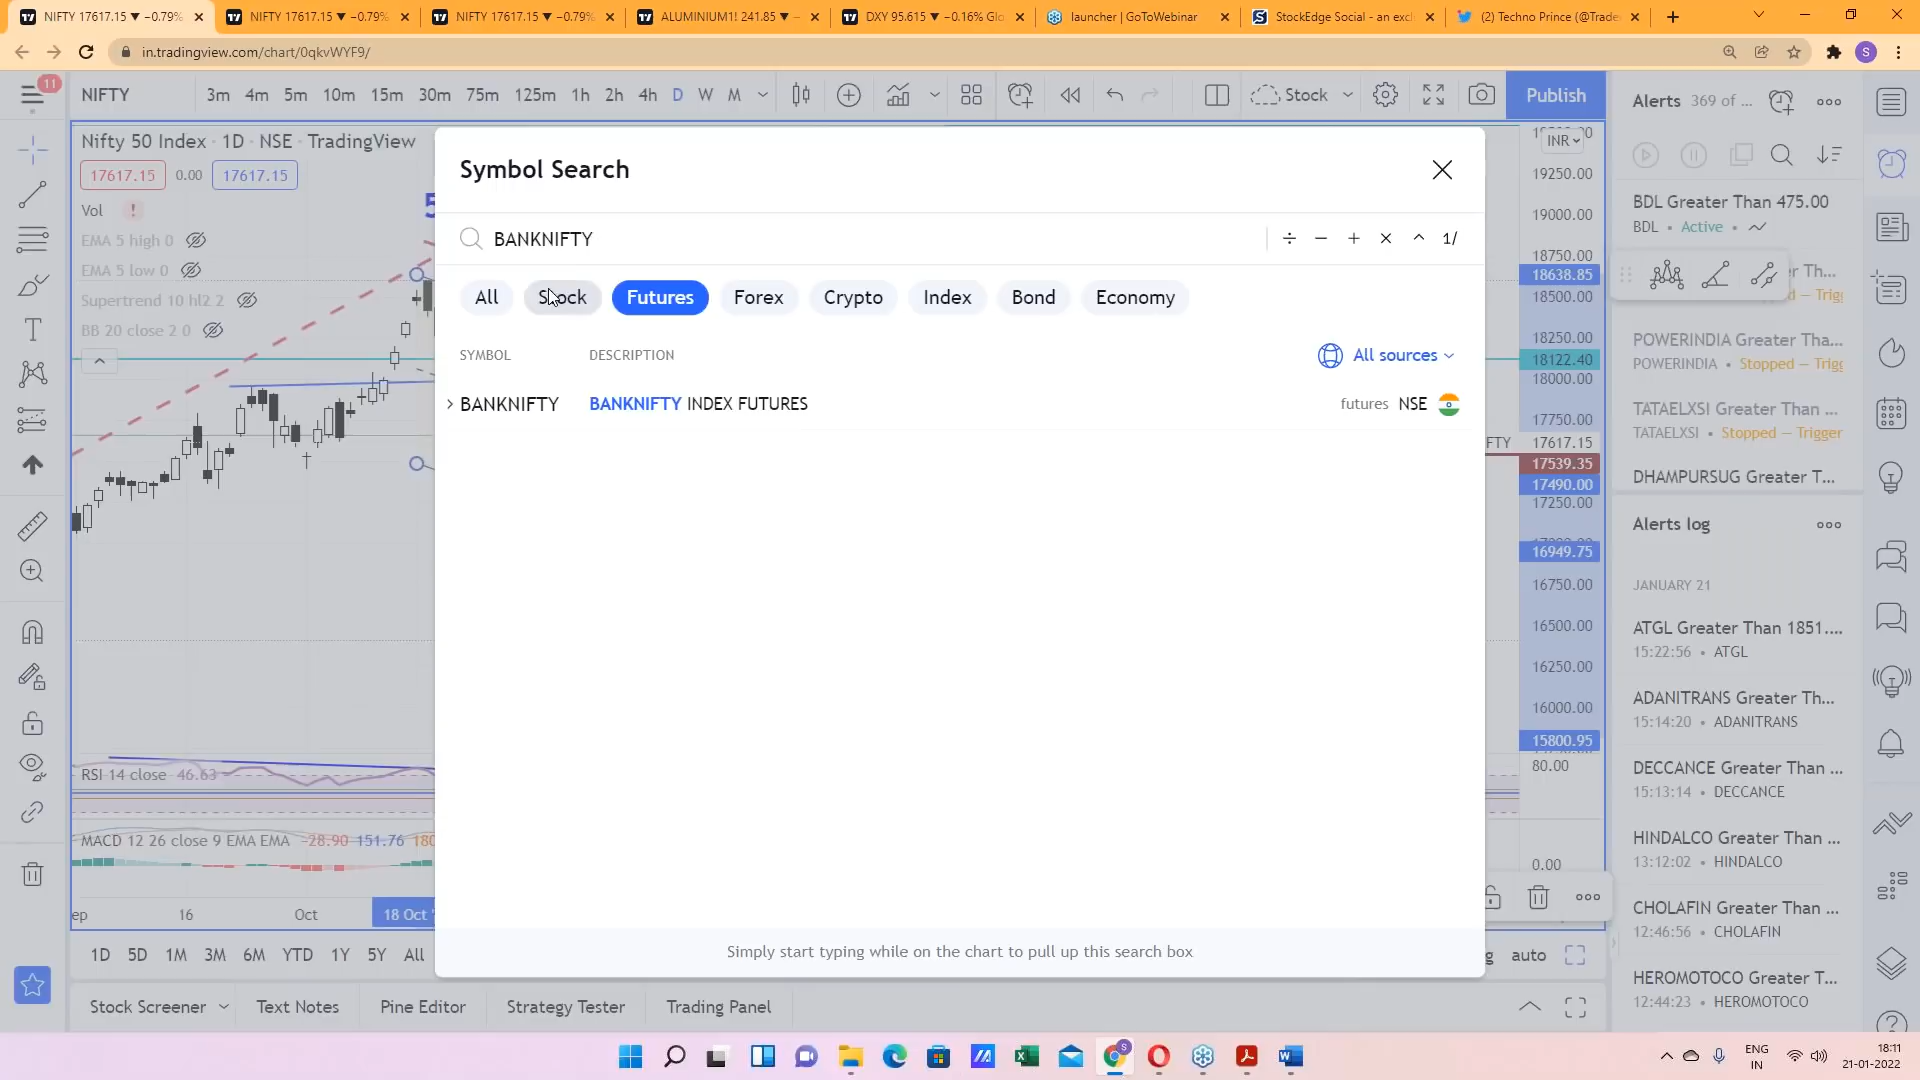 NIFTY 17617.15 ▼ −0.79%
NIFTY 17617.15 ▼ −0.79%
NIFTY 17617.15 ▼ −0.79%
ALUMINIUM1! 241.85 ▼ −
DXY 95.615 ▼ −0.16% Glo
launcher | GoToWebinar
StockEdge Social - an exc
(2) Techno Prince (@Trade
in.tradingview.com/chart/0qkvWYF9/
S
11
NIFTY
3m 4m 5m 10m 15m 30m 75m 125m 1h 2h 4h D W M
Stock
Publish
Alerts 369 of ...
Nifty 50 Index · 1D · NSE · TradingView
17617.15 0.00 17617.15
Vol !
EMA 5 high 0
EMA 5 low 0
Supertrend 10 hl2 2
BB 20 close 2 0
Symbol Search
BANKNIFTY
÷ − + × ^ 1/
All Stock Futures Forex Crypto Index Bond Economy
SYMBOL DESCRIPTION
All sources
BANKNIFTY BANKNIFTY INDEX FUTURES futures NSE
Simply start typing while on the chart to pull up this search box
INR
19250.00
19000.00
18750.00
18638.85
18500.00
18250.00
18122.40
18000.00
17750.00
FTY 17617.15
17539.35
17490.00
17250.00
16949.75
16750.00
16500.00
16250.00
16000.00
15800.95
80.00
0.00
RSI 14 close 46.63
MACD 12 26 close 9 EMA EMA −28.90 151.76 180
ep 16 Oct 18 Oct '
1D 5D 1M 3M 6M YTD 1Y 5Y All
g auto
Stock Screener Text Notes Pine Editor Strategy Tester Trading Panel
BDL Greater Than 475.00
BDL • Active
er Th...
– Trigg
POWERINDIA Greater Tha...
POWERINDIA • Stopped — Trigg
TATAELXSI Greater Than ...
TATAELXSI • Stopped — Trigger
DHAMPURSUG Greater T...
Alerts log
JANUARY 21
ATGL Greater Than 1851....
15:22:56 • ATGL
ADANITRANS Greater Th...
15:14:20 • ADANITRANS
DECCANCE Greater Than ...
15:13:14 • DECCANCE
HINDALCO Greater Than ...
13:12:02 • HINDALCO
CHOLAFIN Greater Than ...
12:46:56 • CHOLAFIN
HEROMOTOCO Greater T...
12:44:23 • HEROMOTOCO
ENG
IN
18:11
21-01-2022